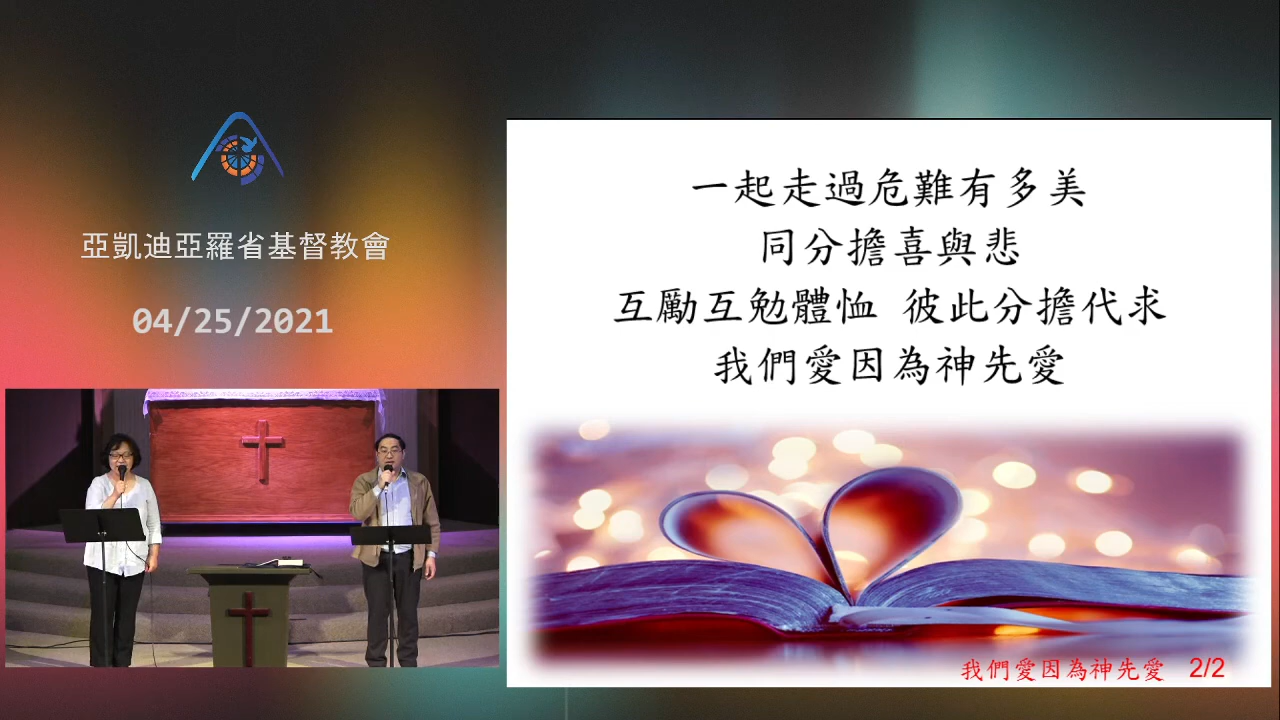 亞凱迪亞羅省基督教會
04/25/2021
一起走過危難有多美
同分擔喜與悲
互勵互勉體恤 彼此分擔代求
我們愛因為神先愛
我們愛因為神先愛 2/2